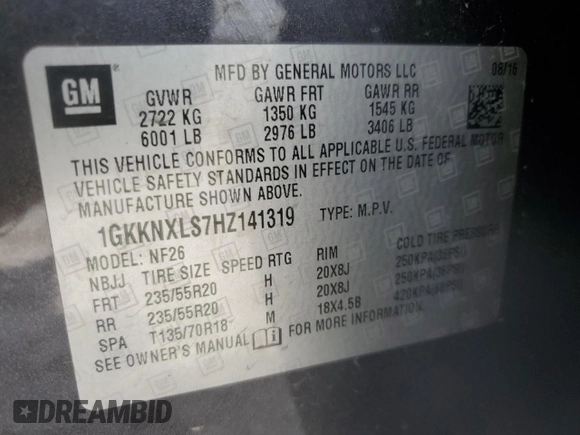 GM
MFD BY GENERAL MOTORS LLC 08/16
GVWR GAWR FRT GAWR RR
2722 KG 1350 KG 1545 KG
6001 LB 2976 LB 3406 LB
THIS VEHICLE CONFORMS TO ALL APPLICABLE U.S. FEDERAL MOTOR
VEHICLE SAFETY STANDARDS IN EFFECT ON THE DATE OF
MANUFACTURE SHOWN ABOVE.
1GKKNXLS7HZ141319 TYPE: M.P.V.
MODEL: NF26
NBJJ TIRE SIZE SPEED RTG RIM COLD TIRE PRESSURE
FRT 235/55R20 H 20X8J 250KPA(36PSI)
RR 235/55R20 H 20X8J 250KPA(36PSI)
SPA T135/70R18 M 18X4.5B 420KPA(60PSI)
SEE OWNER'S MANUAL FOR MORE INFORMATION
DREAMBID